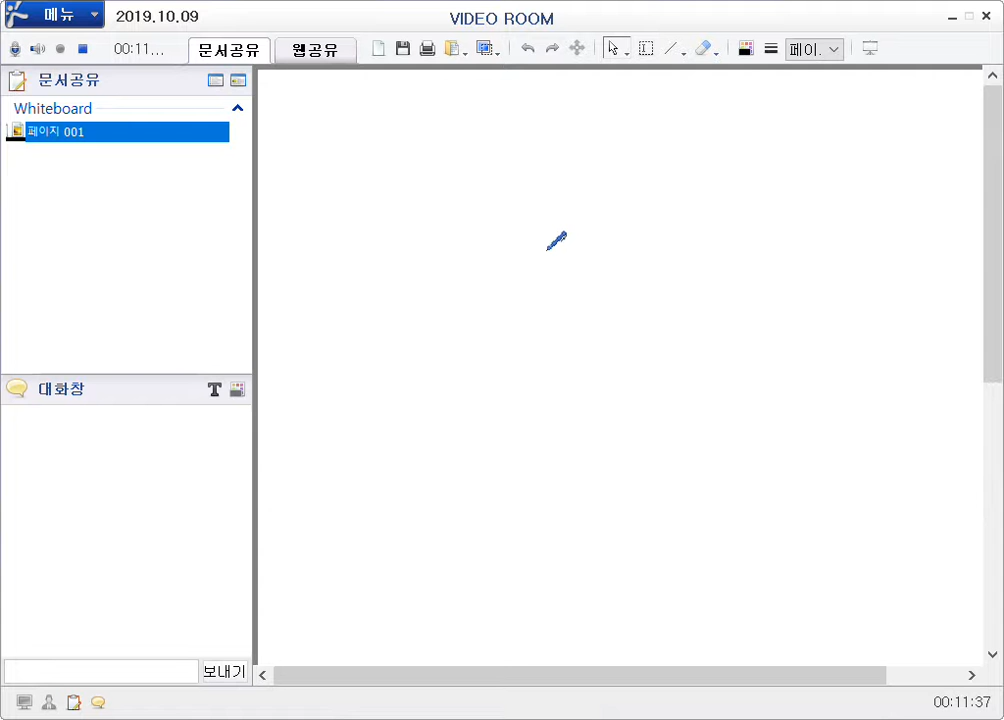 메뉴 2019.10.09 VIDEO ROOM
00:11... 문서공유 웹공유 페이.
문서공유
Whiteboard
페이지 001
대화창
보내기
00:11:37